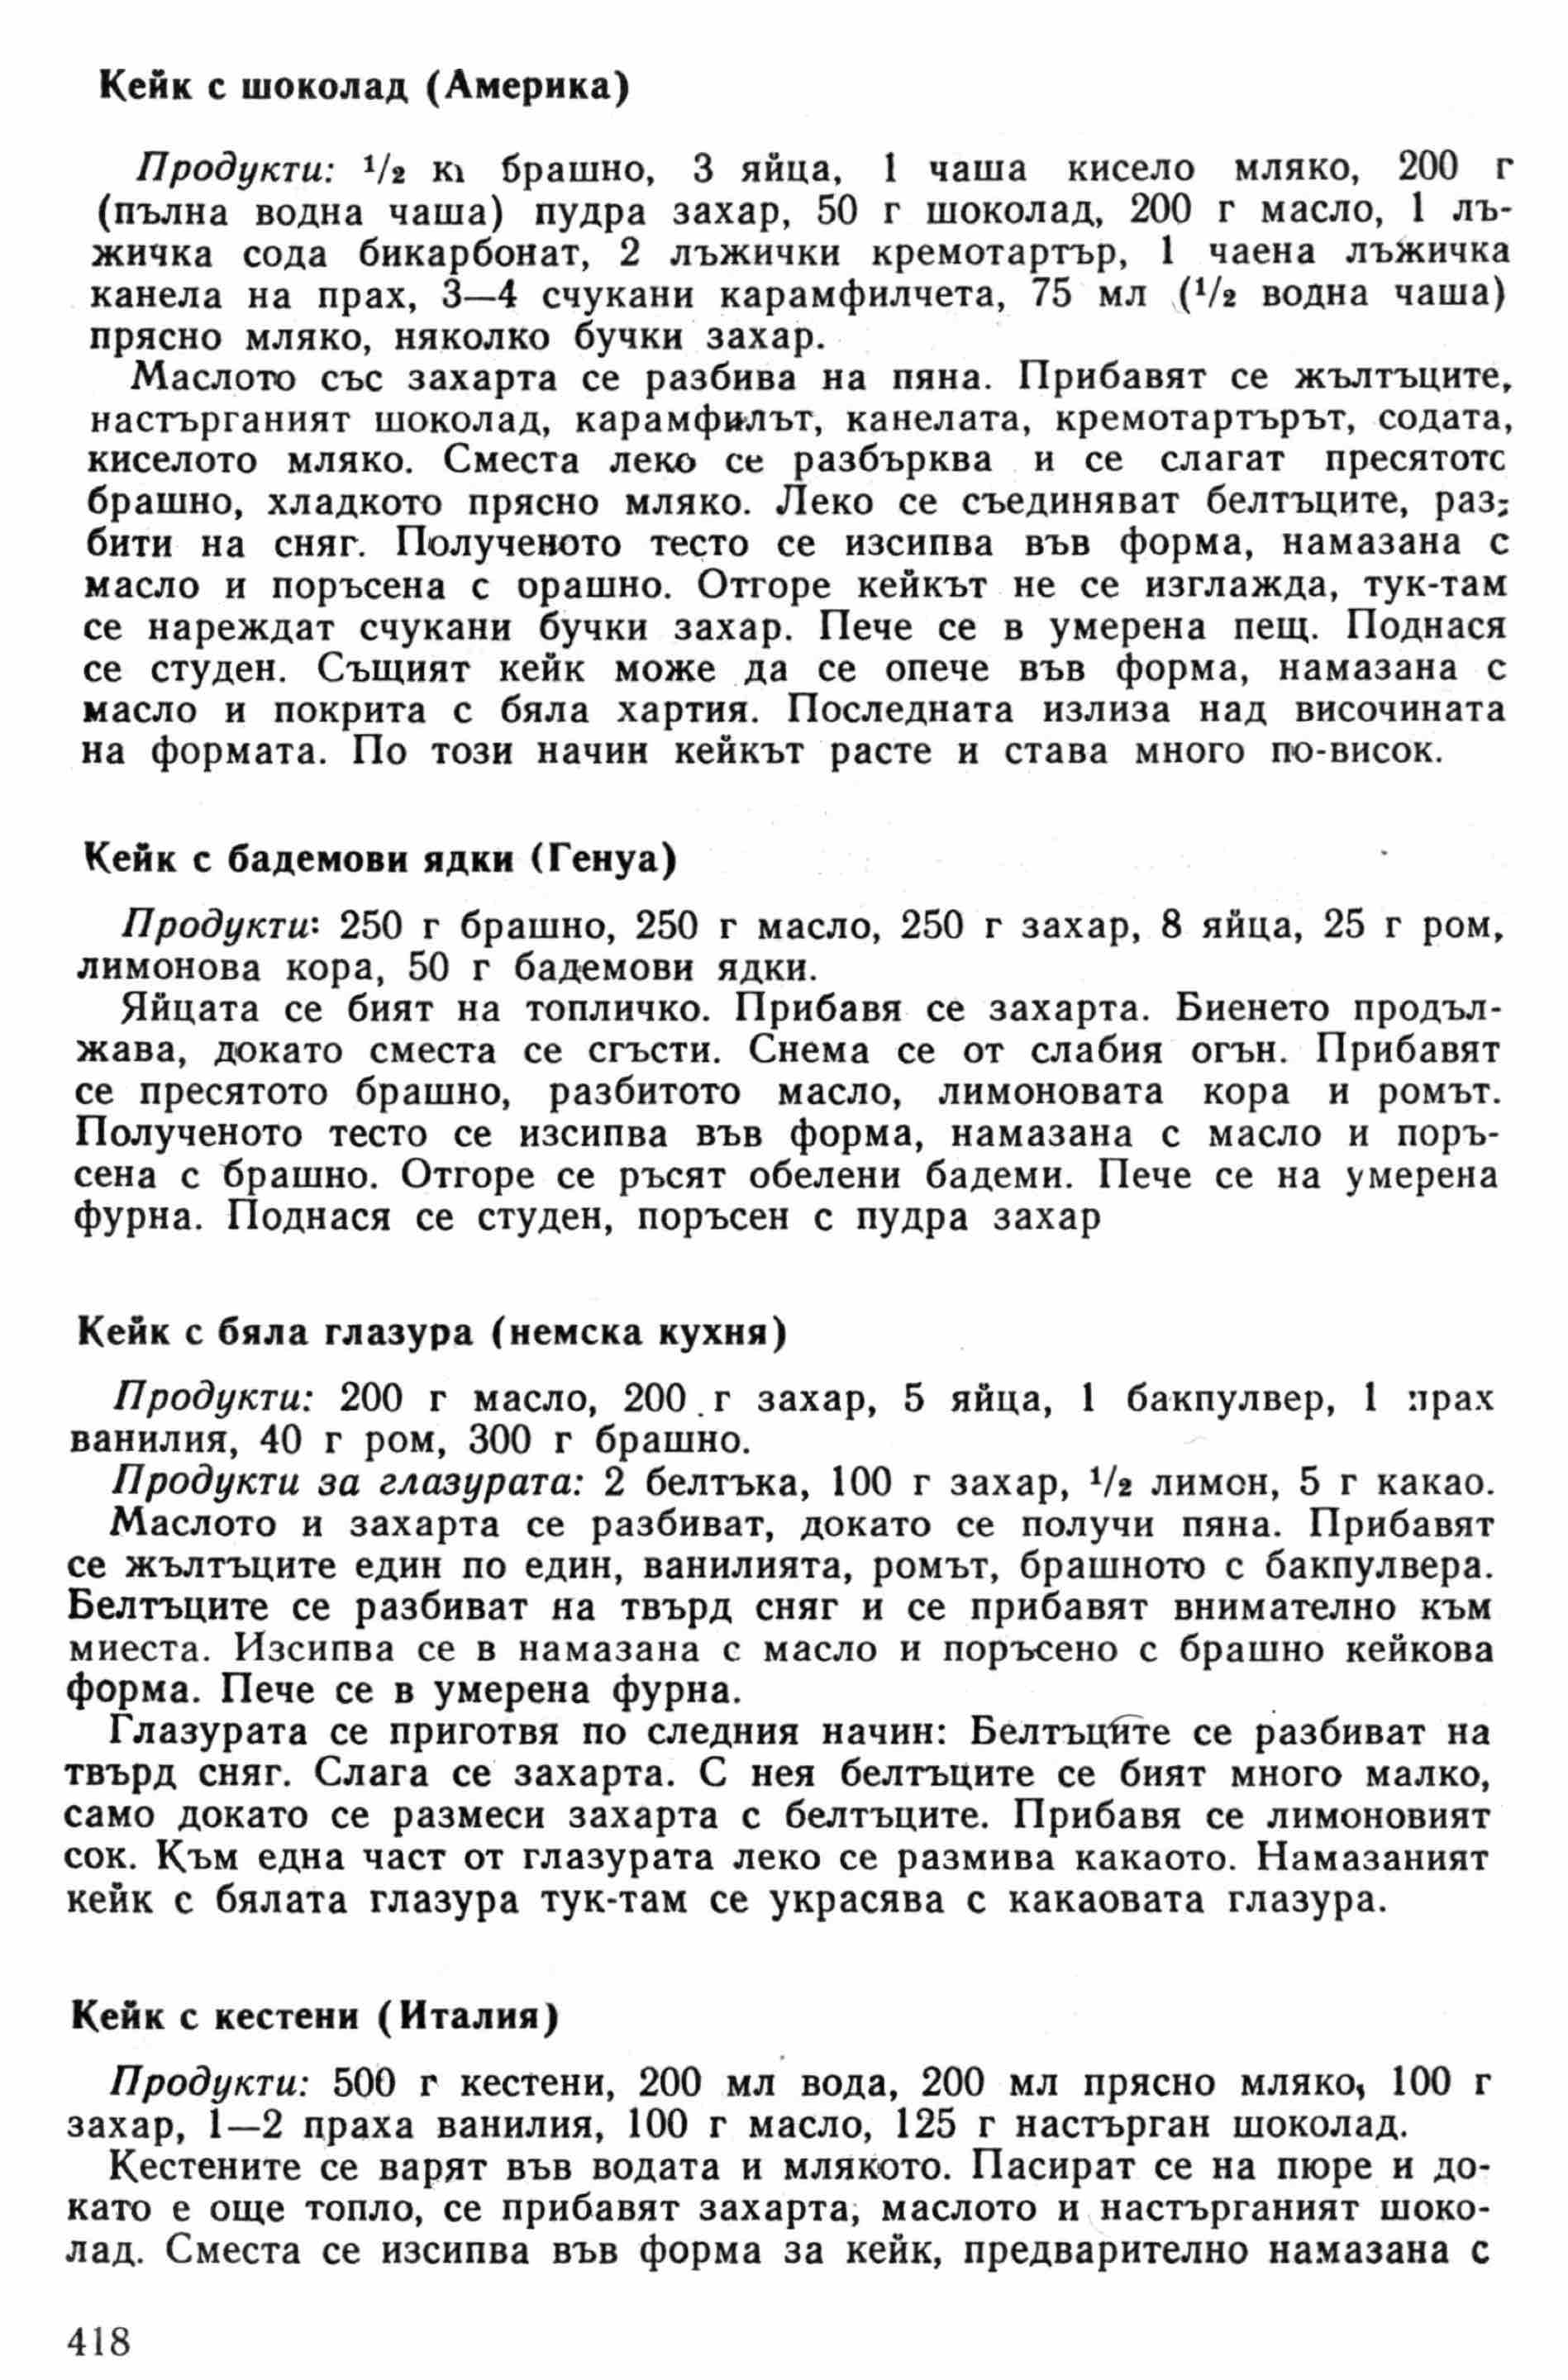 Кейк с шоколад (Америка)
Продукти: 1/2 кг брашно, 3 яйца, 1 чаша кисело мляко, 200 г
(пълна водна чаша) пудра захар, 50 г шоколад, 200 г масло, 1 лъ-
жичка сода бикарбонат, 2 лъжички кремотартър, 1 чаена лъжичка
канела на прах, 3—4 счукани карамфилчета, 75 мл (1/2 водна чаша)
прясно мляко, няколко бучки захар.
Маслото със захарта се разбива на пяна. Прибавят се жълтъците,
настърганият шоколад, карамфилът, канелата, кремотартърът, содата,
киселото мляко. Сместа леко се разбърква и се слагат пресятото
брашно, хладкото прясно мляко. Леко се съединяват белтъците, раз-
бити на сняг. Полученото тесто се изсипва във форма, намазана с
масло и поръсена с брашно. Отгоре кейкът не се изглажда, тук-там
се нареждат счукани бучки захар. Пече се в умерена пещ. Поднася
се студен. Същият кейк може да се опече във форма, намазана с
масло и покрита с бяла хартия. Последната излиза над височината
на формата. По този начин кейкът расте и става много по-висок.
Кейк с бадемови ядки (Генуа)
Продукти: 250 г брашно, 250 г масло, 250 г захар, 8 яйца, 25 г ром,
лимонова кора, 50 г бадемови ядки.
Яйцата се бият на топличко. Прибавя се захарта. Биенето продъл-
жава, докато сместа се сгъсти. Снема се от слабия огън. Прибавят
се пресятото брашно, разбитото масло, лимоновата кора и ромът.
Полученото тесто се изсипва във форма, намазана с масло и поръ-
сена с брашно. Отгоре се ръсят обелени бадеми. Пече се на умерена
фурна. Поднася се студен, поръсен с пудра захар
Кейк с бяла глазура (немска кухня)
Продукти: 200 г масло, 200 г захар, 5 яйца, 1 бакпулвер, 1 прах
ванилия, 40 г ром, 300 г брашно.
Продукти за глазурата: 2 белтъка, 100 г захар, 1/2 лимон, 5 г какао.
Маслото и захарта се разбиват, докато се получи пяна. Прибавят
се жълтъците един по един, ванилията, ромът, брашното с бакпулвера.
Белтъците се разбиват на твърд сняг и се прибавят внимателно към
миеста. Изсипва се в намазана с масло и поръсено с брашно кейкова
форма. Пече се в умерена фурна.
Глазурата се приготвя по следния начин: Белтъците се разбиват на
твърд сняг. Слага се захарта. С нея белтъците се бият много малко,
само докато се размеси захарта с белтъците. Прибавя се лимоновият
сок. Към една част от глазурата леко се размива какаото. Намазаният
кейк с бялата глазура тук-там се украсява с какаовата глазура.
Кейк с кестени (Италия)
Продукти: 500 г кестени, 200 мл вода, 200 мл прясно мляко, 100 г
захар, 1—2 праха ванилия, 100 г масло, 125 г настърган шоколад.
Кестените се варят във водата и млякото. Пасират се на пюре и до-
като е още топло, се прибавят захарта, маслото и настърганият шоко-
лад. Сместа се изсипва във форма за кейк, предварително намазана с
418